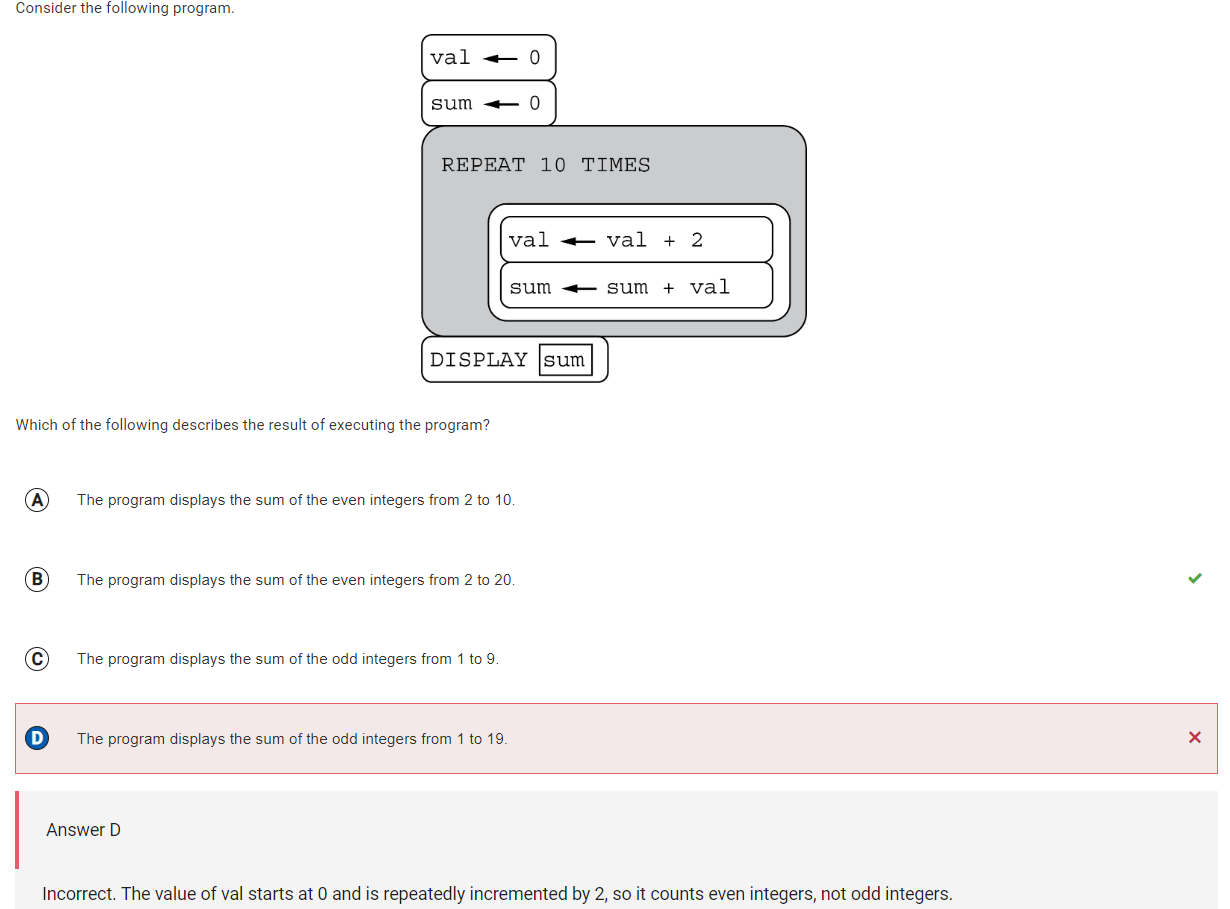 Consider the following program.
val ← 0
sum ← 0
REPEAT 10 TIMES
val ← val + 2
sum ← sum + val
DISPLAY sum
Which of the following describes the result of executing the program?
A The program displays the sum of the even integers from 2 to 10.
B The program displays the sum of the even integers from 2 to 20.
C The program displays the sum of the odd integers from 1 to 9.
D The program displays the sum of the odd integers from 1 to 19.
Answer D
Incorrect. The value of val starts at 0 and is repeatedly incremented by 2, so it counts even integers, not odd integers.